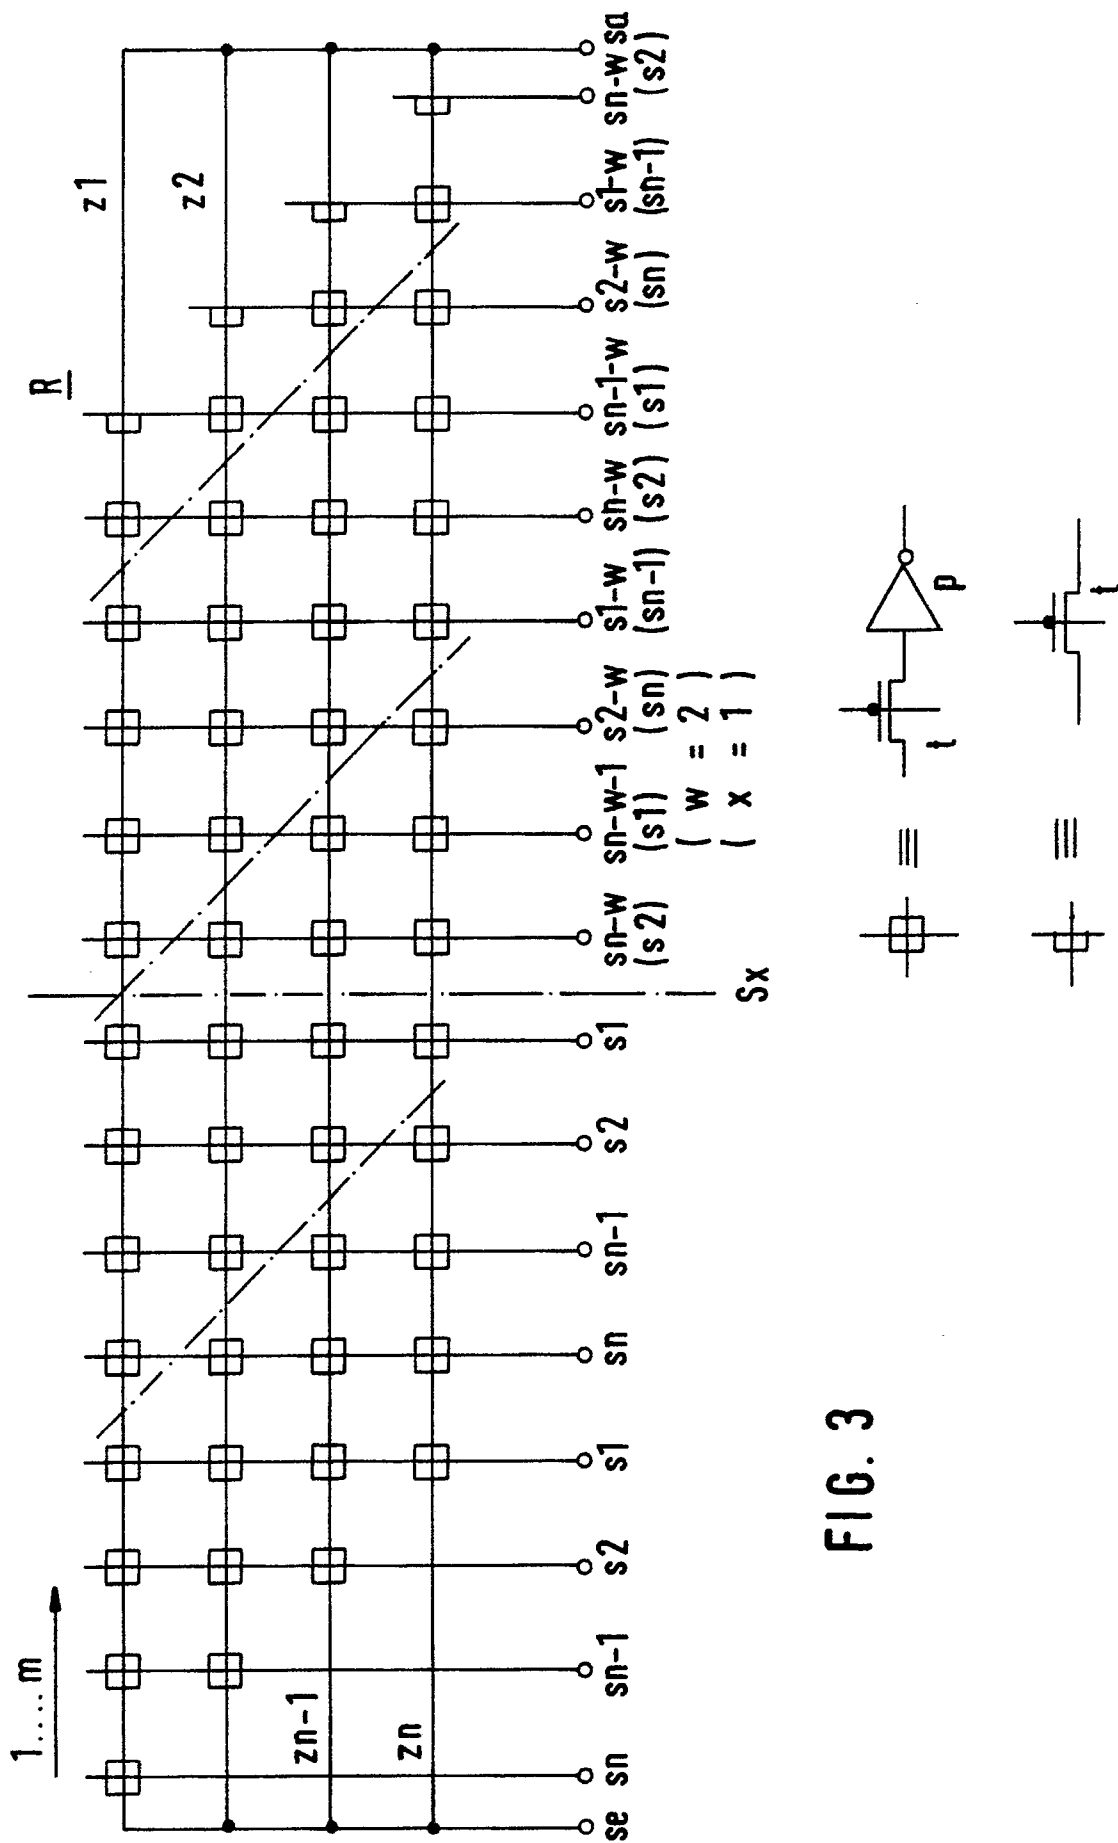 1....m
R
z1
z2
zn-1
zn
se
sn
sn-1
s2
s1
sn
sn-1
s2
s1
Sx
sn-w
(s2)
sn-w-1
(s1)
s2-w
(sn)
( w = 2 )
( x = 1 )
s1-w
(sn-1)
sn-w
(s2)
sn-1-w
(s1)
s2-w
(sn)
s1-w
(sn-1)
sn-w
(s2)
sa
≡
t
p
≡
t
FIG. 3